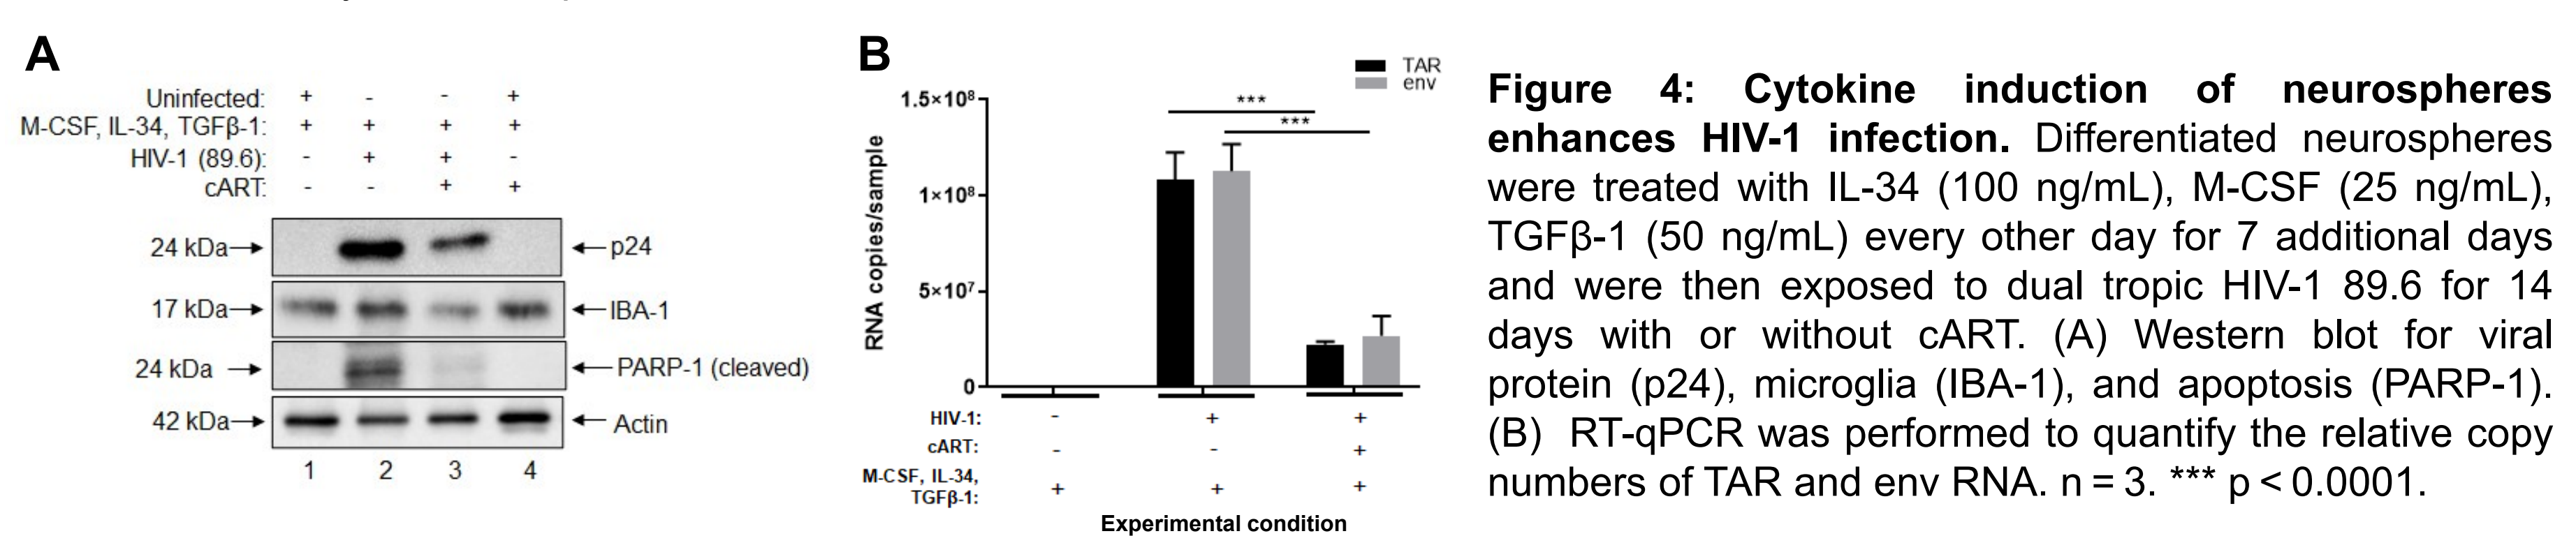 A
Uninfected: + - - +
M-CSF, IL-34, TGFβ-1: + + + +
HIV-1 (89.6): - + + -
cART: - - + +
24 kDa p24
17 kDa IBA-1
24 kDa PARP-1 (cleaved)
42 kDa Actin
1 2 3 4
B
TAR
env
*** 
***
1.5×10⁸
1×10⁸
5×10⁷
0
RNA copies/sample
HIV-1: - + +
cART: - - +
M-CSF, IL-34,
TGFβ-1: + + +
Experimental condition
Figure 4: Cytokine induction of neurospheres
enhances HIV-1 infection. Differentiated neurospheres
were treated with IL-34 (100 ng/mL), M-CSF (25 ng/mL),
TGFβ-1 (50 ng/mL) every other day for 7 additional days
and were then exposed to dual tropic HIV-1 89.6 for 14
days with or without cART. (A) Western blot for viral
protein (p24), microglia (IBA-1), and apoptosis (PARP-1).
(B) RT-qPCR was performed to quantify the relative copy
numbers of TAR and env RNA. n = 3. *** p < 0.0001.